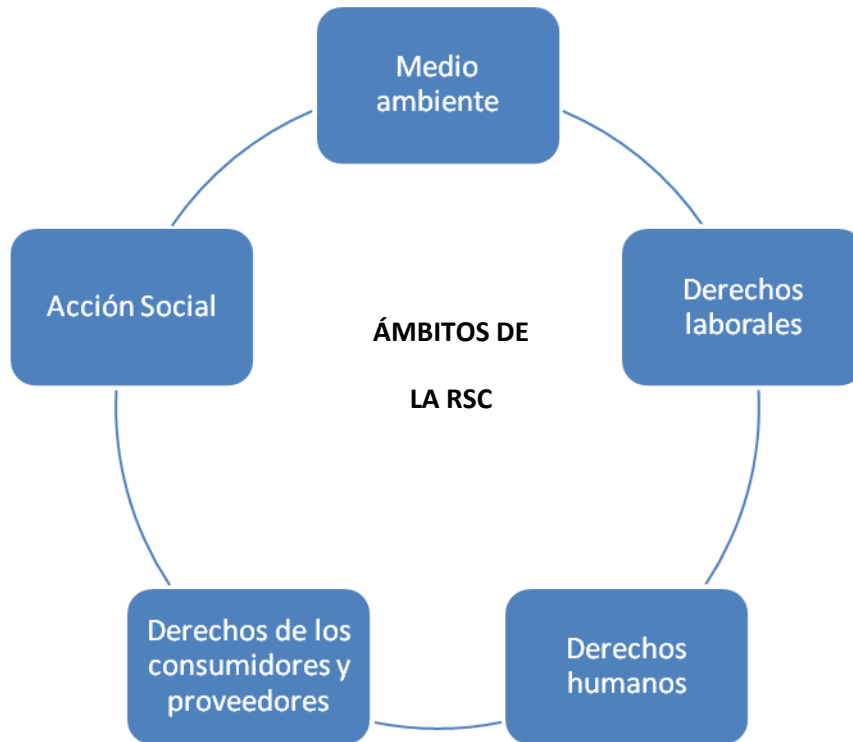 Medio
ambiente
Acción Social
Derechos
laborales
ÁMBITOS DE
LA RSC
Derechos de los
consumidores y
proveedores
Derechos
humanos